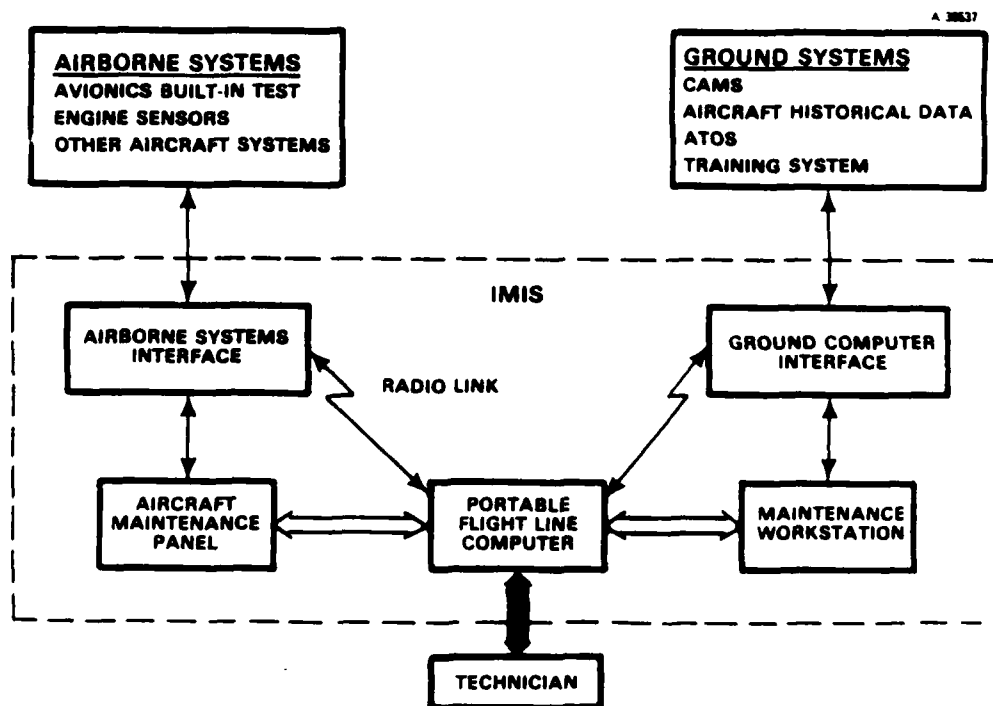 A 38637
AIRBORNE SYSTEMS
AVIONICS BUILT-IN TEST
ENGINE SENSORS
OTHER AIRCRAFT SYSTEMS
GROUND SYSTEMS
CAMS
AIRCRAFT HISTORICAL DATA
ATOS
TRAINING SYSTEM
IMIS
AIRBORNE SYSTEMS
INTERFACE
GROUND COMPUTER
INTERFACE
RADIO LINK
AIRCRAFT
MAINTENANCE
PANEL
PORTABLE
FLIGHT LINE
COMPUTER
MAINTENANCE
WORKSTATION
TECHNICIAN